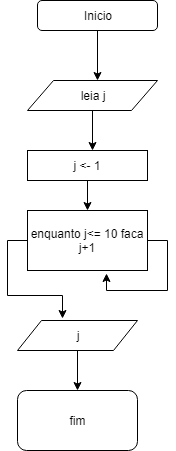 Inicio
leia j
j <- 1
enquanto j<= 10 faca
j+1
j
fim